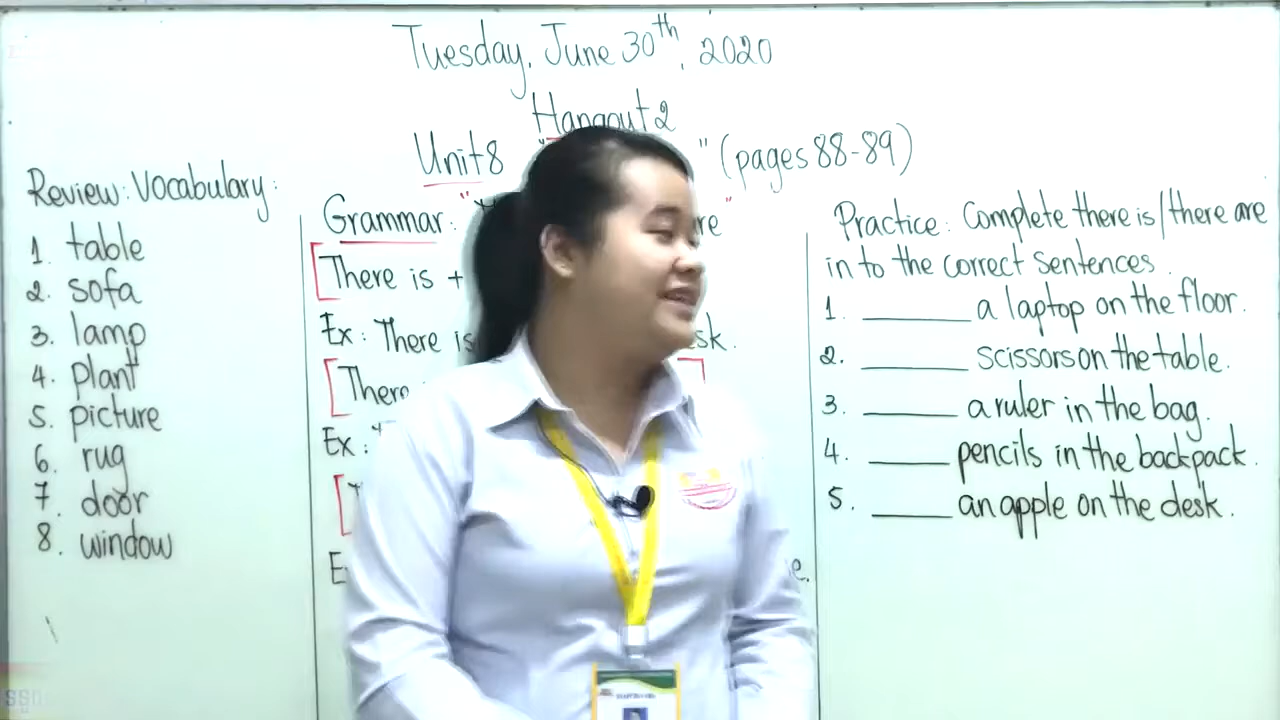 Tuesday, June 30th, 2020
Hangout 2
Unit 8 " (pages 88-89)
Review: Vocabulary:
1. table
2. sofa
3. lamp
4. plant
5. picture
6. rug
7. door
8. window
Grammar: "
There is +
Ex: There is
There
Ex:
Practice: Complete there is/there are
in to the correct sentences.
1. ______ a laptop on the floor.
2. ______ scissors on the table.
3. ______ a ruler in the bag.
4. ______ pencils in the backpack.
5. ______ an apple on the desk.